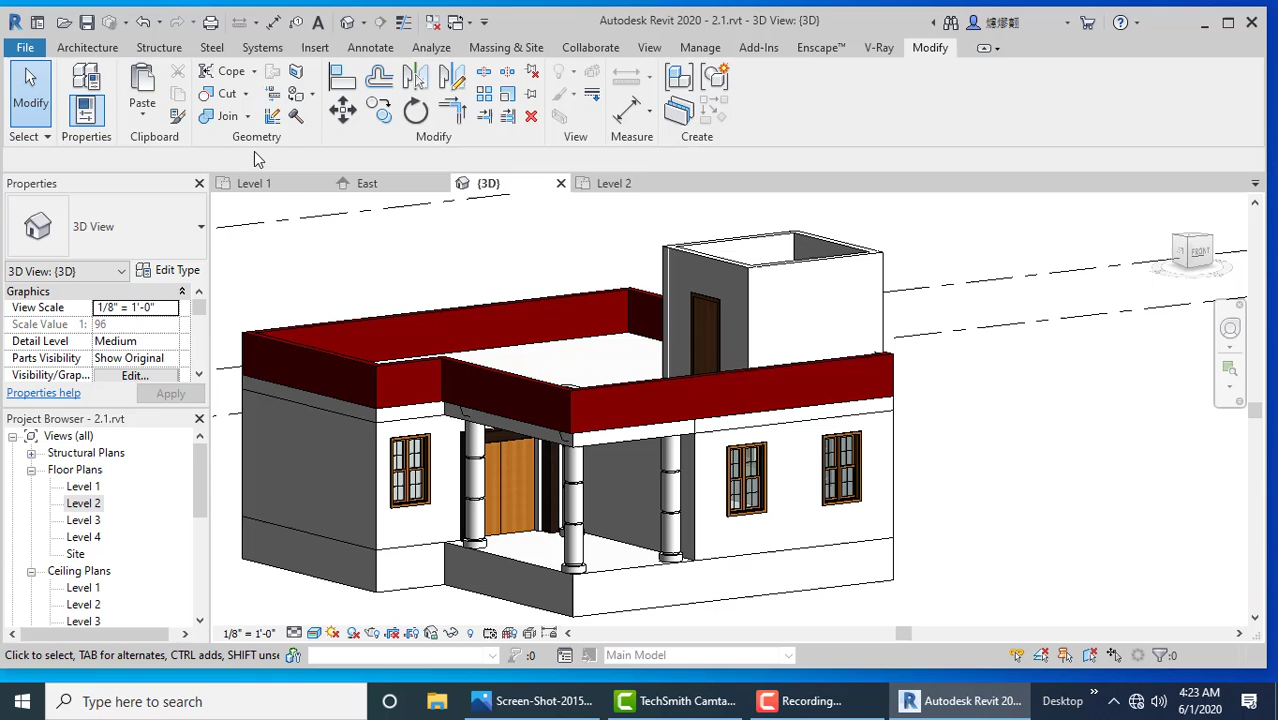 Autodesk Revit 2020 - 2.1.rvt - 3D View: {3D}
File Architecture Structure Steel Systems Insert Annotate Analyze Massing & Site Collaborate View Manage Add-Ins Enscape™ V-Ray Modify
Modify Paste Cope Cut Join
Select Properties Clipboard Geometry Modify View Measure Create
Properties
Level 1 East {3D} Level 2
3D View
FRONT
3D View: {3D} Edit Type
Graphics
View Scale 1/8" = 1'-0"
Scale Value 1: 96
Detail Level Medium
Parts Visibility Show Original
Visibility/Grap... Edit...
Properties help Apply
Project Browser - 2.1.rvt
Views (all)
Structural Plans
Floor Plans
Level 1
Level 2
Level 3
Level 4
Site
Ceiling Plans
Level 1
Level 2
Level 3
1/8" = 1'-0"
Click to select, TAB for alternates, CTRL adds, SHIFT unse :0 Main Model :0
Type here to search Screen-Shot-2015... TechSmith Camta... Recording... Autodesk Revit 20... Desktop 4:23 AM
6/1/2020